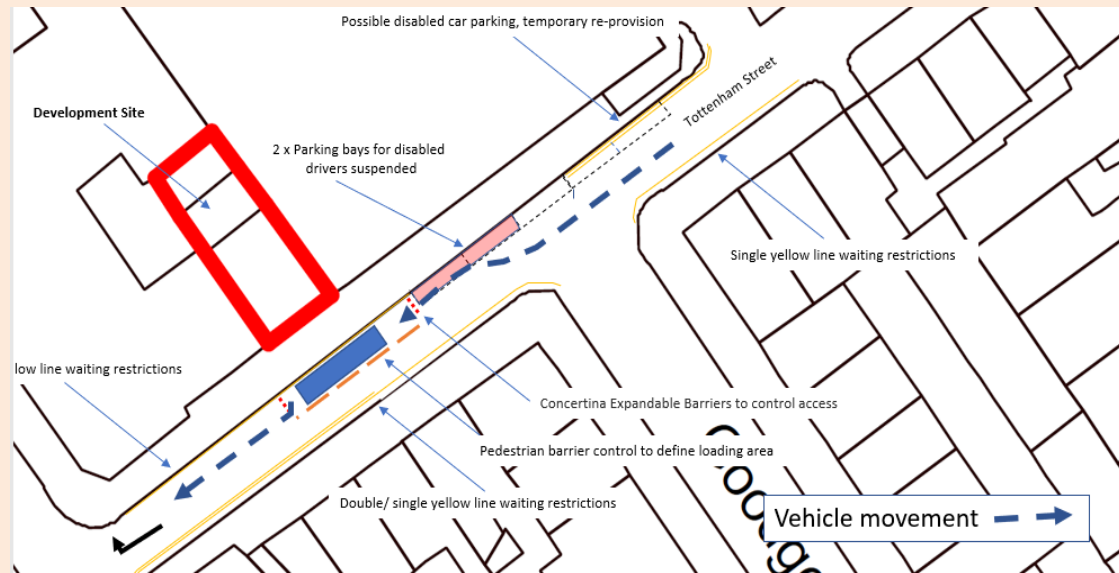 Possible disabled car parking, temporary re-provision
Tottenham Street
Development Site
2 x Parking bays for disabled
drivers suspended
Single yellow line waiting restrictions
low line waiting restrictions
Concertina Expandable Barriers to control access
Pedestrian barrier control to define loading area
Double/ single yellow line waiting restrictions
Vehicle movement